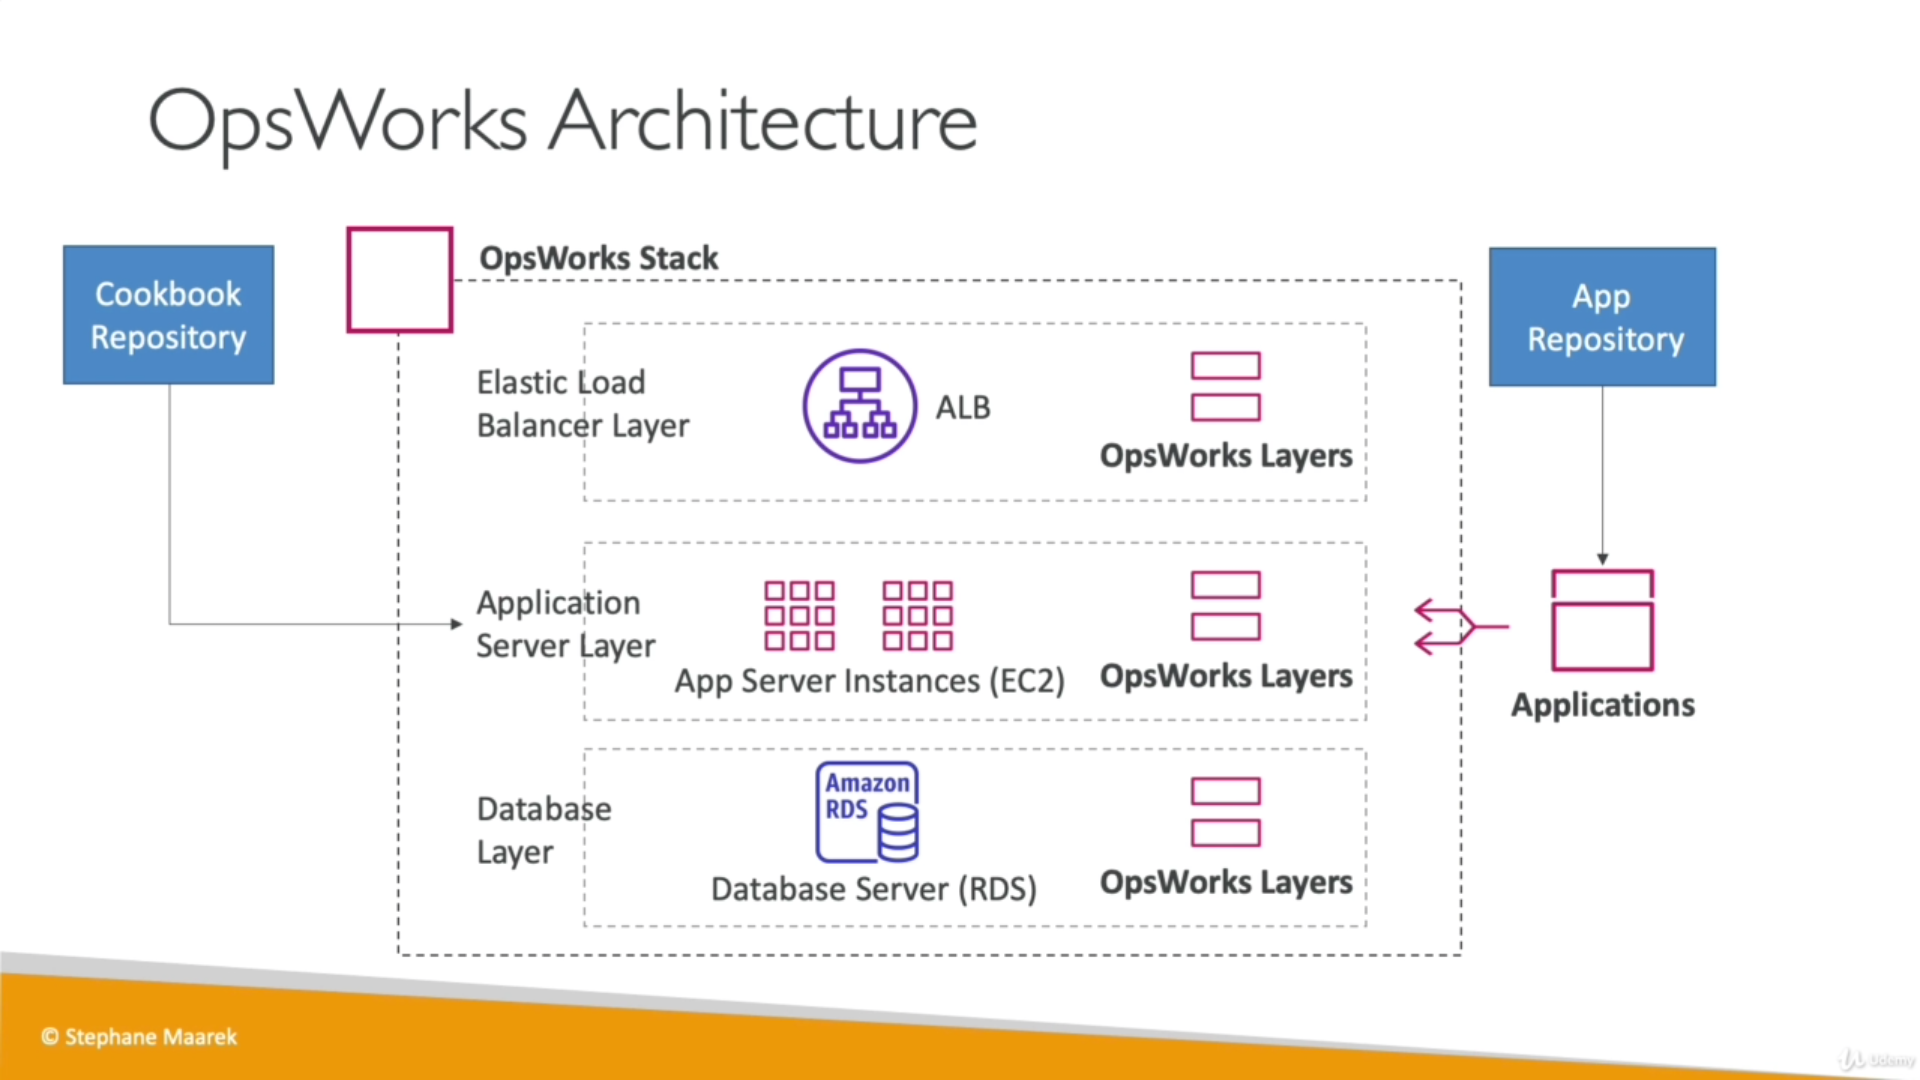 OpsWorks Architecture
Cookbook
Repository
OpsWorks Stack
App
Repository
Elastic Load
Balancer Layer
ALB
OpsWorks Layers
Application
Server Layer
App Server Instances (EC2)
OpsWorks Layers
Applications
Database
Layer
Amazon
RDS
Database Server (RDS)
OpsWorks Layers
© Stephane Maarek
Udemy